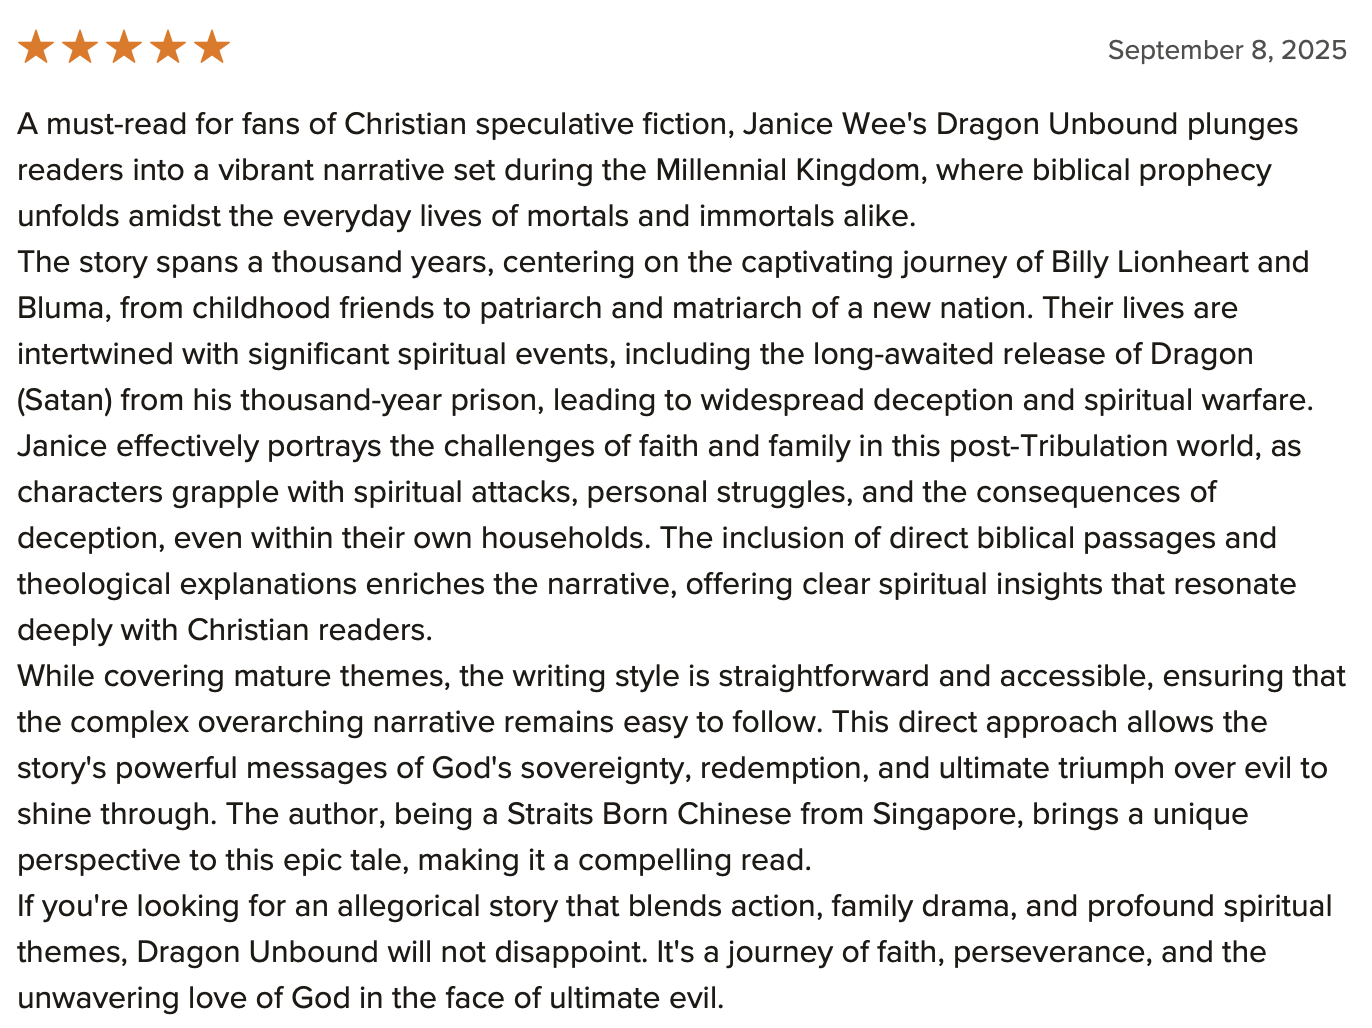 September 8, 2025
A must-read for fans of Christian speculative fiction, Janice Wee's Dragon Unbound plunges
readers into a vibrant narrative set during the Millennial Kingdom, where biblical prophecy
unfolds amidst the everyday lives of mortals and immortals alike.
The story spans a thousand years, centering on the captivating journey of Billy Lionheart and
Bluma, from childhood friends to patriarch and matriarch of a new nation. Their lives are
intertwined with significant spiritual events, including the long-awaited release of Dragon
(Satan) from his thousand-year prison, leading to widespread deception and spiritual warfare.
Janice effectively portrays the challenges of faith and family in this post-Tribulation world, as
characters grapple with spiritual attacks, personal struggles, and the consequences of
deception, even within their own households. The inclusion of direct biblical passages and
theological explanations enriches the narrative, offering clear spiritual insights that resonate
deeply with Christian readers.
While covering mature themes, the writing style is straightforward and accessible, ensuring that
the complex overarching narrative remains easy to follow. This direct approach allows the
story's powerful messages of God's sovereignty, redemption, and ultimate triumph over evil to
shine through. The author, being a Straits Born Chinese from Singapore, brings a unique
perspective to this epic tale, making it a compelling read.
If you're looking for an allegorical story that blends action, family drama, and profound spiritual
themes, Dragon Unbound will not disappoint. It's a journey of faith, perseverance, and the
unwavering love of God in the face of ultimate evil.